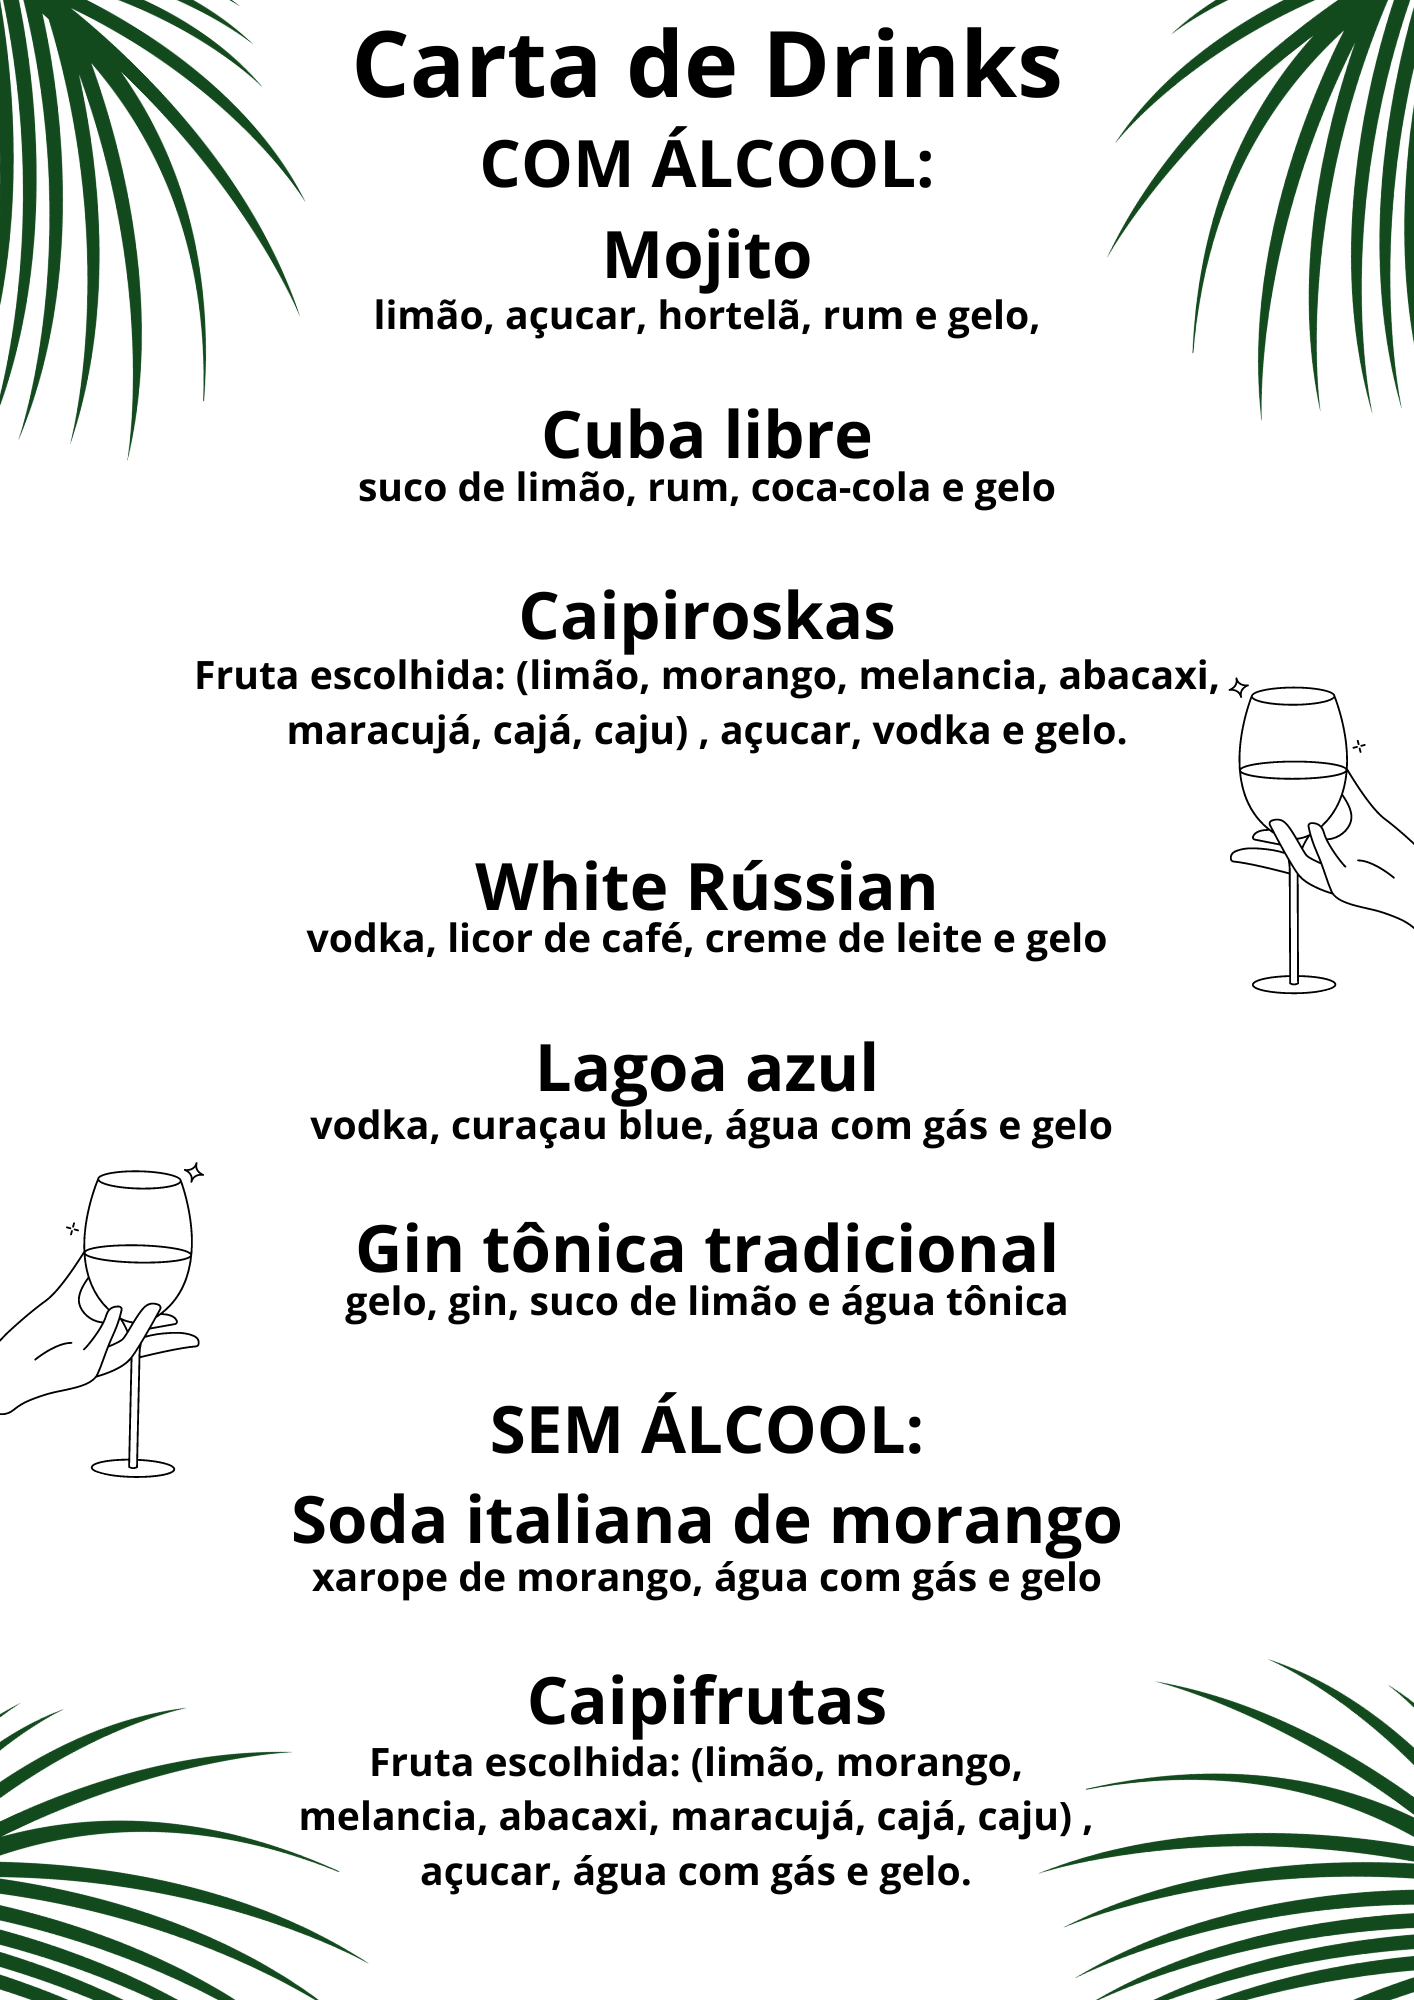 Carta de Drinks
COM ÁLCOOL:
Mojito
limão, açucar, hortelã, rum e gelo,
Cuba libre
suco de limão, rum, coca-cola e gelo
Caipiroskas
Fruta escolhida: (limão, morango, melancia, abacaxi,
maracujá, cajá, caju) , açucar, vodka e gelo.
White Rússian
vodka, licor de café, creme de leite e gelo
Lagoa azul
vodka, curaçau blue, água com gás e gelo
Gin tônica tradicional
gelo, gin, suco de limão e água tônica
SEM ÁLCOOL:
Soda italiana de morango
xarope de morango, água com gás e gelo
Caipifrutas
Fruta escolhida: (limão, morango,
melancia, abacaxi, maracujá, cajá, caju) ,
açucar, água com gás e gelo.